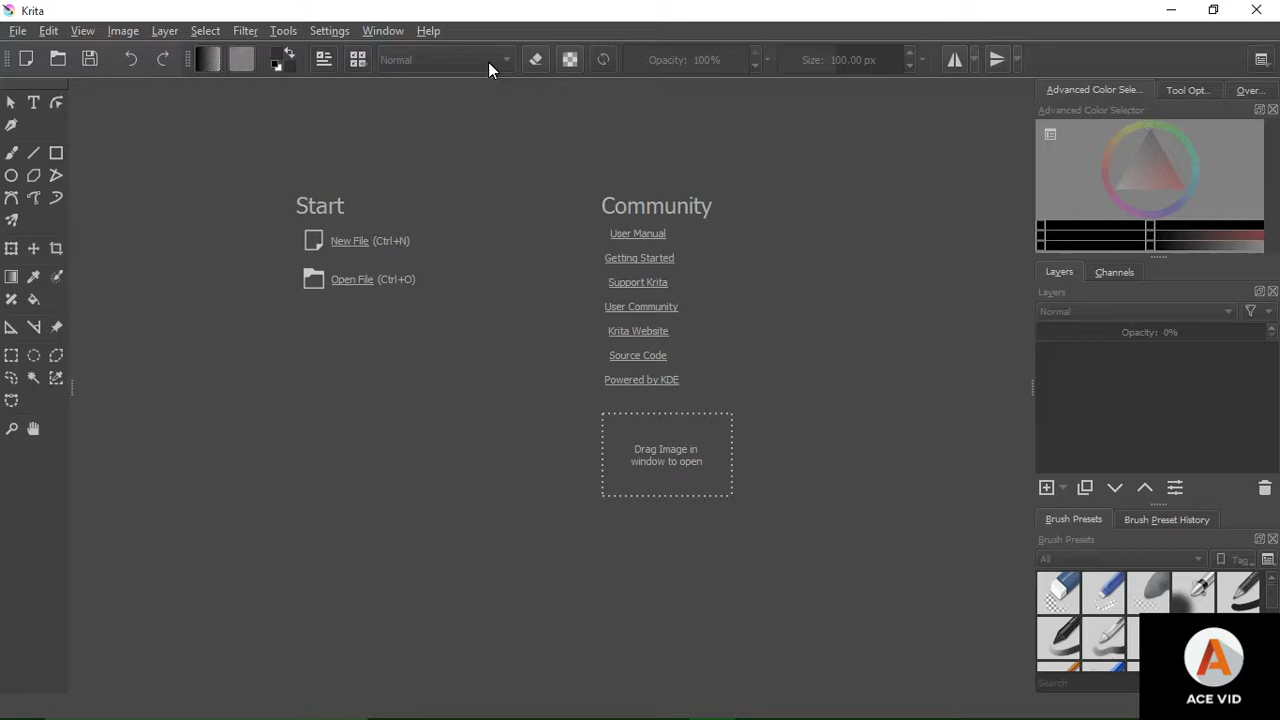 Krita
File Edit View Image Layer Select Filter Tools Settings Windows Help
Normal
Opacity: 100%
Size: 100.00 px
Advanced Color Sele...
Tool Opt...
Over...
Advanced Color Selector
Start
New File (Ctrl+N)
Open File (Ctrl+O)
Community
User Manual
Getting Started
Support Krita
User Community
Krita Website
Source Code
Powered by KDE
Drag Image in
window to open
Layers
Channels
Layers
Normal
Opacity: 0%
Brush Presets
Brush Preset History
Brush Presets
All
Tag
Search
ACE VID